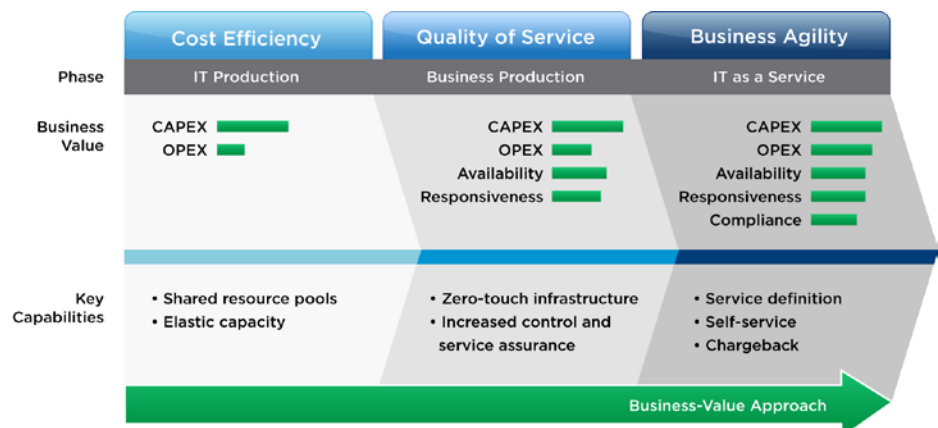 Cost Efficiency
Quality of Service
Business Agility
Phase
IT Production
Business Production
IT as a Service
Business
Value
CAPEX
OPEX
CAPEX
OPEX
Availability
Responsiveness
CAPEX
OPEX
Availability
Responsiveness
Compliance
Key
Capabilities
• Shared resource pools
• Elastic capacity
• Zero-touch infrastructure
• Increased control and
service assurance
• Service definition
• Self-service
• Chargeback
Business-Value Approach